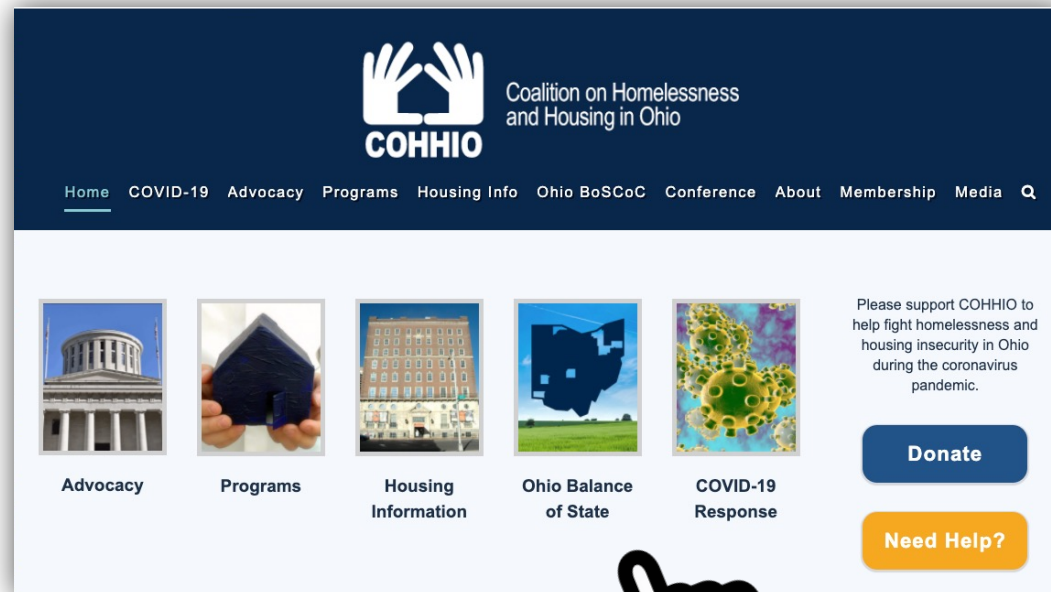 COHHIO
Coalition on Homelessness
and Housing in Ohio
Home COVID-19 Advocacy Programs Housing Info Ohio BoSCoC Conference About Membership Media
Advocacy
Programs
Housing
Information
Ohio Balance
of State
COVID-19
Response
Please support COHHIO to
help fight homelessness and
housing insecurity in Ohio
during the coronavirus
pandemic.
Donate
Need Help?